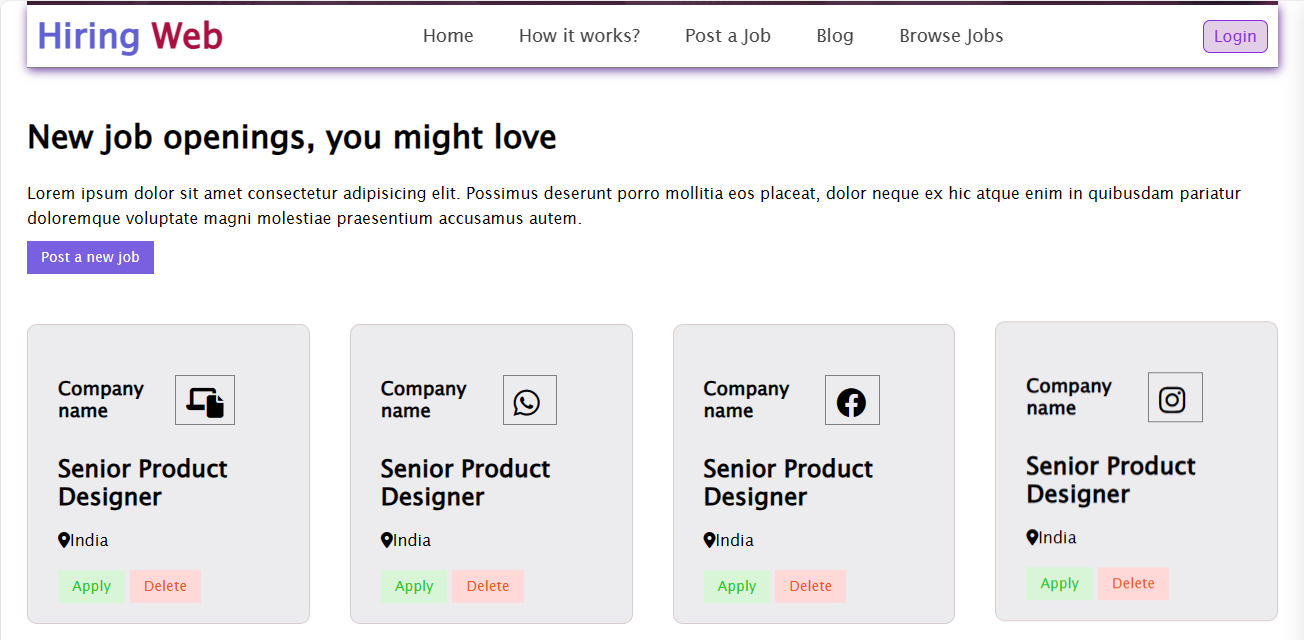 Hiring Web
Home How it works? Post a Job Blog Browse Jobs Login
New job openings, you might love
Lorem ipsum dolor sit amet consectetur adipisicing elit. Possimus deserunt porro mollitia eos placeat, dolor neque ex hic atque enim in quibusdam pariatur
doloremque voluptate magni molestiae praesentium accusamus autem.
Post a new job
Company
name
Senior Product
Designer
India
Apply Delete
Company
name
Senior Product
Designer
India
Apply Delete
Company
name
Senior Product
Designer
India
Apply Delete
Company
name
Senior Product
Designer
India
Apply Delete